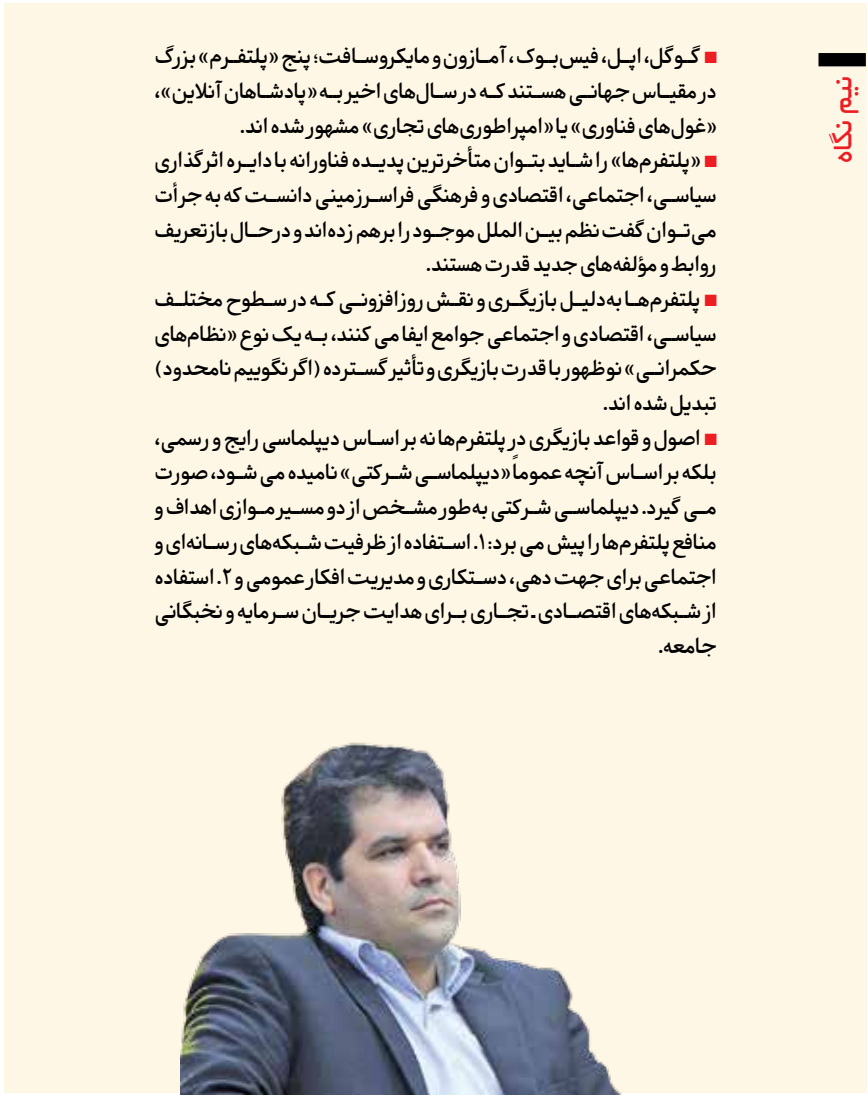 نیم نگاه
■ گوگل، اپل، فیس‌بوک، آمازون و مایکروسافت؛ پنج «پلتفرم» بزرگ
در مقیاس جهانی هستند که در سال‌های اخیر به «پادشاهان آنلاین»،
«غول‌های فناوری» یا «امپراطوری‌های تجاری» مشهور شده اند.
■ «پلتفرم‌ها» را شاید بتوان متأخرترین پدیده فناورانه با دایره اثرگذاری
سیاسی، اجتماعی، اقتصادی و فرهنگی فراسرزمینی دانست که به جرأت
می‌توان گفت نظم بین الملل موجود را برهم زده‌اند و درحال بازتعریف
روابط و مؤلفه‌های جدید قدرت هستند.
■ پلتفرم‌ها به‌دلیل بازیگری و نقش روزافزونی که در سطوح مختلف
سیاسی، اقتصادی و اجتماعی جوامع ایفا می کنند، به یک نوع «نظام‌های
حکمرانی» نوظهور با قدرت بازیگری و تأثیر گسترده (اگر نگوییم نامحدود)
تبدیل شده اند.
■ اصول و قواعد بازیگری در پلتفرم‌ها نه بر اساس دیپلماسی رایج و رسمی،
بلکه بر اساس آنچه عموماً «دیپلماسی شرکتی» نامیده می شود، صورت
می گیرد. دیپلماسی شرکتی به‌طور مشخص از دو مسیر موازی اهداف و
منافع پلتفرم‌ها را پیش می برد: ۱. استفاده از ظرفیت شبکه‌های رسانه‌ای و
اجتماعی برای جهت دهی، دستکاری و مدیریت افکار عمومی و ۲. استفاده
از شبکه‌های اقتصادی ـ تجاری برای هدایت جریان سرمایه و نخبگانی
جامعه.